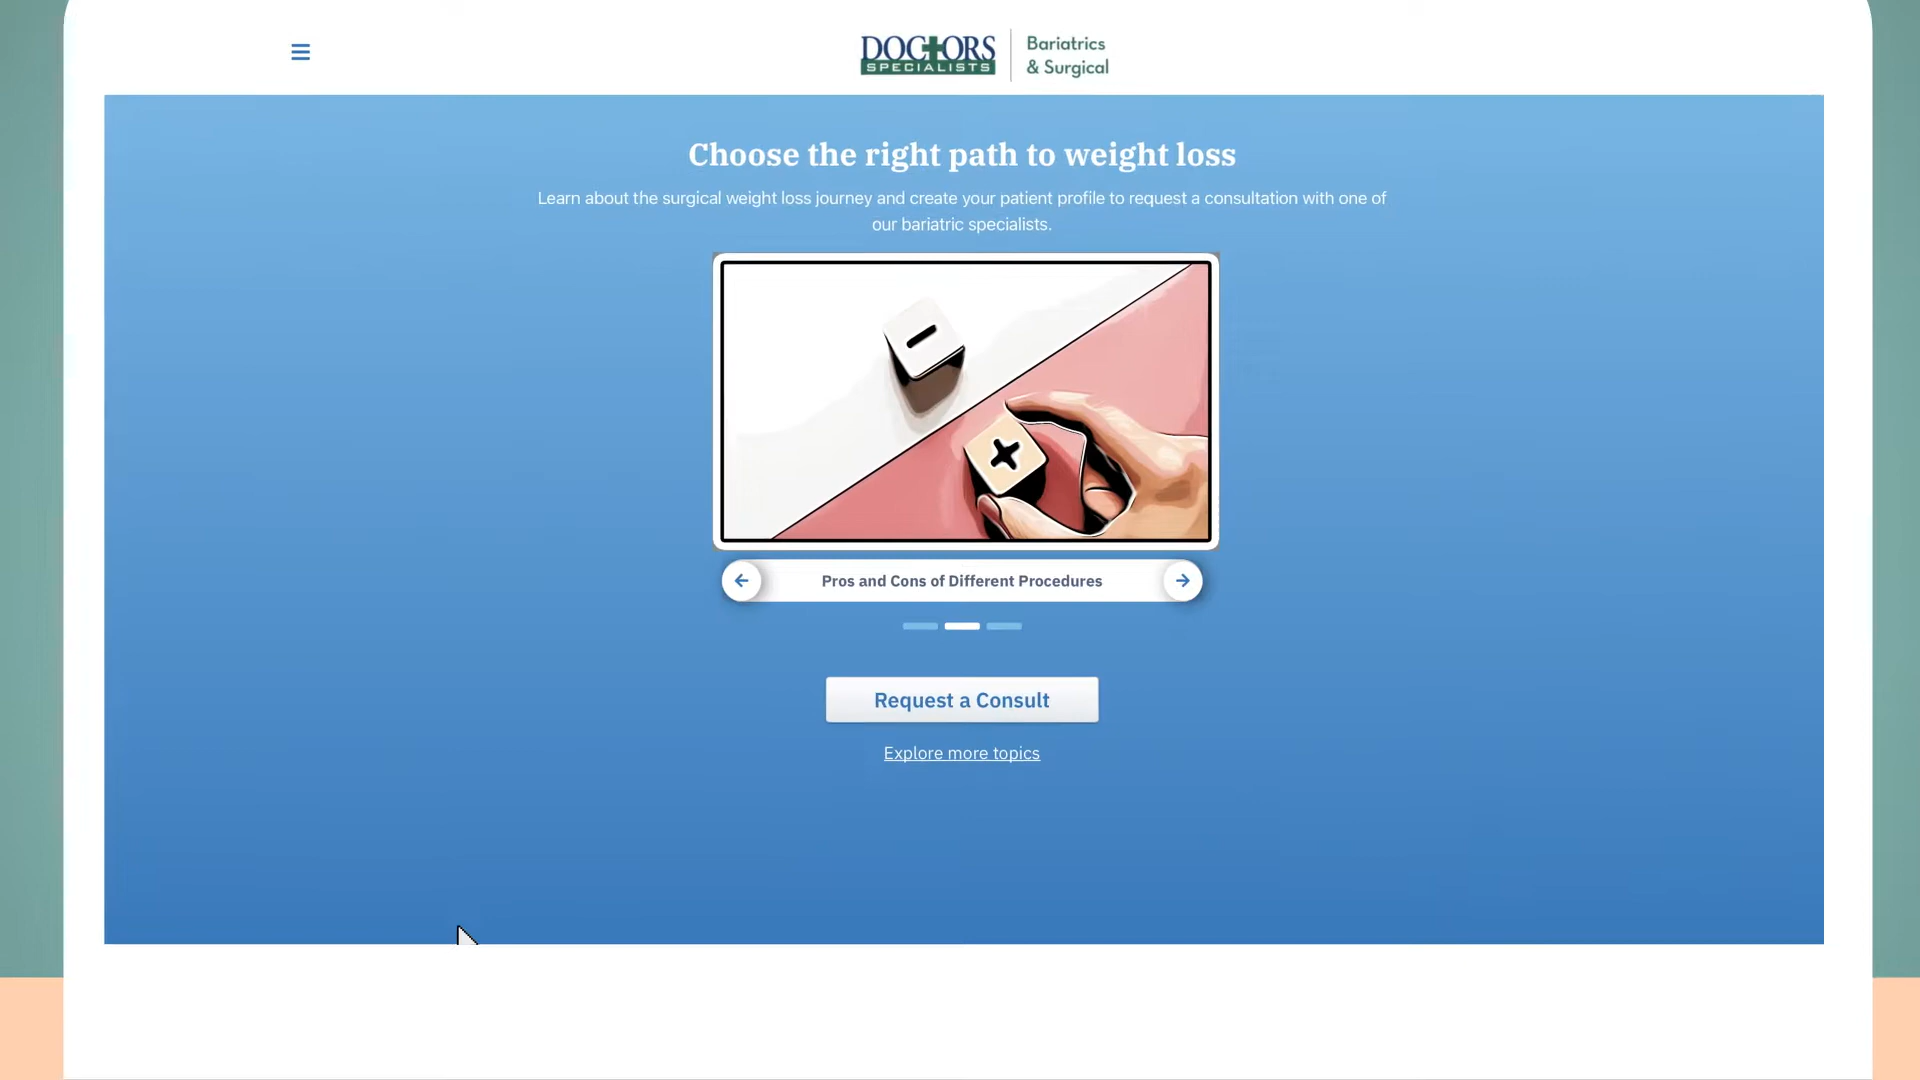 DOCTORS
SPECIALISTS
Bariatrics
& Surgical
Choose the right path to weight loss
Learn about the surgical weight loss journey and create your patient profile to request a consultation with one of
our bariatric specialists.
Pros and Cons of Different Procedures
Request a Consult
Explore more topics